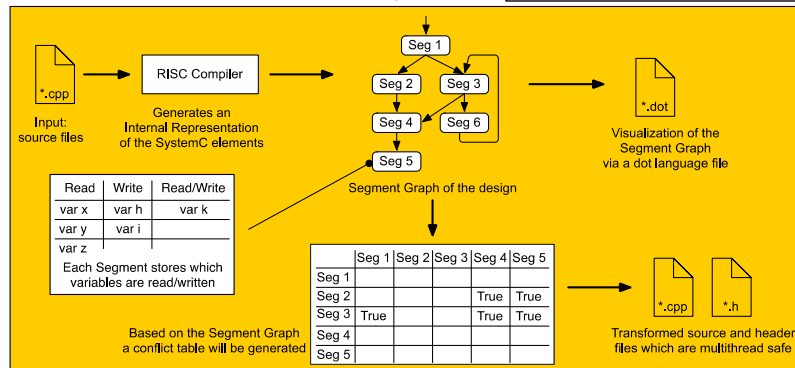 Seg 1
RISC Compiler
Seg 2
Seg 3
*.cpp
*.dot
Input:
source files
Generates an
Internal Representation
of the SystemC elements
Seg 4
Seg 6
Visualization of the
Segment Graph
via a dot language file
Seg 5
Segment Graph of the design
Read Write Read/Write
var x var h var k
var y var i
var z
Each Segment stores which
variables are read/written
Seg 1 Seg 2 Seg 3 Seg 4 Seg 5
Seg 1
Seg 2 True True
Seg 3 True True True
Seg 4
Seg 5
Based on the Segment Graph
a conflict table will be generated
*.cpp *.h
Transformed source and header
files which are multithread safe